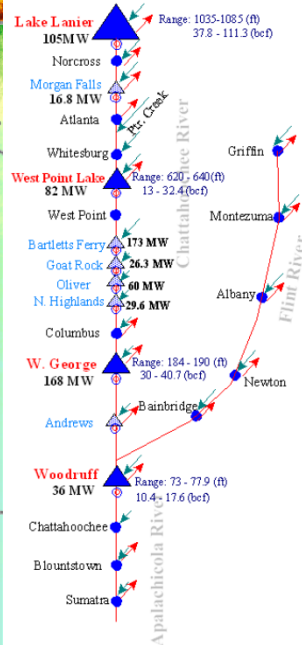 Lake Lanier
105MW
Range: 1035-1085 (ft)
37.8 - 111.3 (bcf)
Norcross
Morgan Falls
16.8 MW
Atlanta
Ptr. Creek
Whitesburg
Chattahoochee River
Griffin
West Point Lake
82 MW
Range: 620 - 640(ft)
13 - 32.4 (bcf)
West Point
Montezuma
Bartletts Ferry
173 MW
Goat Rock
26.3 MW
Oliver
60 MW
N. Highlands
29.6 MW
Albany
Flint River
Columbus
W. George
168 MW
Range: 184 - 190 (ft)
30 - 40.7 (bcf)
Newton
Bainbridge
Andrews
Woodruff
36 MW
Range: 73 - 77.9 (ft)
10.4 - 17.6 (bcf)
Chattahoochee
Blountstown
Sumatra
Apalachicola River